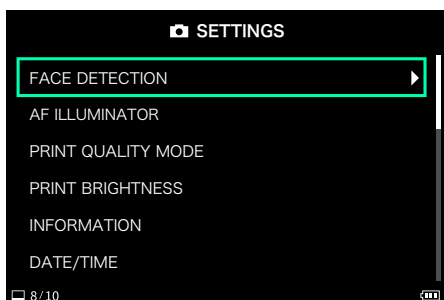 SETTINGS
FACE DETECTION
AF ILLUMINATOR
PRINT QUALITY MODE
PRINT BRIGHTNESS
INFORMATION
DATE/TIME
8/10